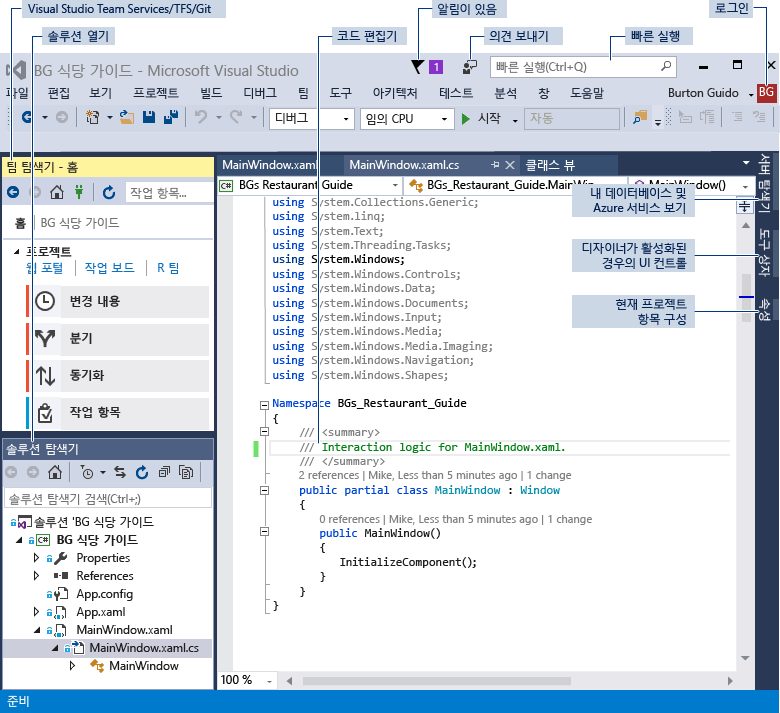 Visual Studio Team Services/TFS/Git
알림이 있음
로그인
솔루션 열기
코드 편집기
의견 보내기
빠른 실행
BG 식당 가이드 - Microsoft Visual Studio
1
빠른 실행(Ctrl+Q)
파일 편집 보기 프로젝트 빌드 디버그 팀 도구 아키텍처 테스트 분석 창 도움말
Burton Guido BG
디버그 임의 CPU 시작 자동
팀 탐색기 - 홈
작업 항목...
홈 BG 식당 가이드
프로젝트
웹 포털 작업 보드 R 팀
변경 내용
분기
동기화
작업 항목
솔루션 탐색기
솔루션 탐색기 검색(Ctrl+;)
솔루션 'BG 식당 가이드
C# BG 식당 가이드
Properties
References
App.config
App.xaml
MainWindow.xaml
MainWindow.xaml.cs
MainWindow
MainWindow.xaml MainWindow.xaml.cs 클래스 뷰
C# BGs Restaurant Guide BGs_Restaurant_Guide.MainWin MainWindow()
내 데이터베이스 및
Azure 서비스 보기
디자이너가 활성화된
경우의 UI 컨트롤
현재 프로젝트
항목 구성
서버 탐색기
도구 상자
속성
using System.Collections.Generic;
using System.linq;
using System.Text;
using System.Threading.Tasks;
using System.Windows;
using System.Windows.Controls;
using System.Windows.Data;
using System.Windows.Documents;
using System.Windows.Input;
using System.Windows.Media;
using System.Windows.Media.Imaging;
using System.Windows.Navigation;
using System.Windows.Shapes;
Namespace BGs_Restaurant_Guide
{
/// <summary>
/// Interaction logic for MainWindow.xaml.
/// </summary>
2 references | Mike, Less than 5 minutes ago | 1 change
public partial class MainWindow : Window
{
0 references | Mike, Less than 5 minutes ago | 1 change
public MainWindow()
{
InitializeComponent();
}
}
}
100 %
준비